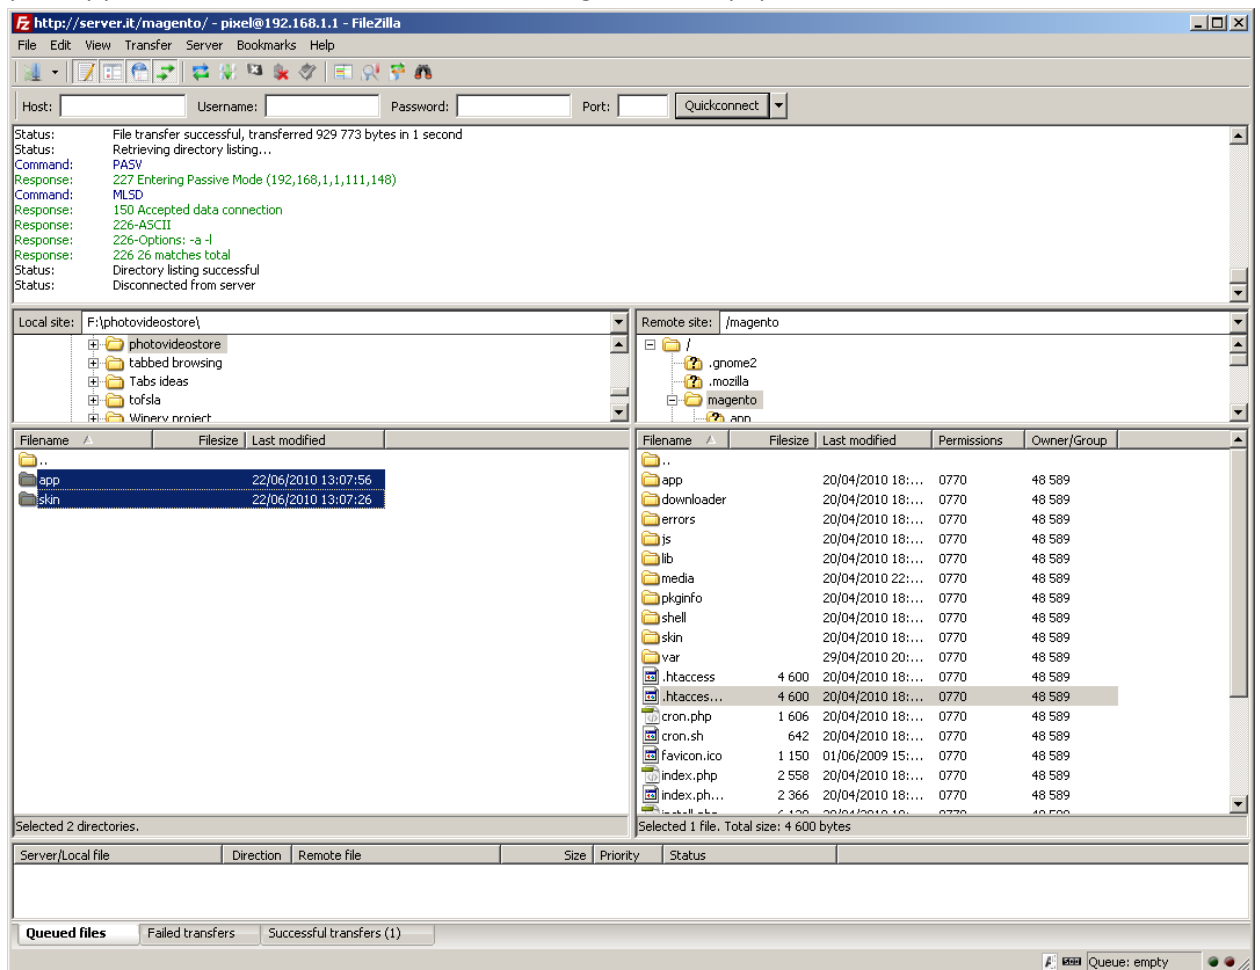 http://server.it/magento/ - pixel@192.168.1.1 - FileZilla
File Edit View Transfer Server Bookmarks Help
Host: Username: Password: Port: Quickconnect
Status: File transfer successful, transferred 929 773 bytes in 1 second
Status: Retrieving directory listing...
Command: PASV
Response: 227 Entering Passive Mode (192,168,1,1,111,148)
Command: MLSD
Response: 150 Accepted data connection
Response: 226-ASCII
Response: 226-Options: -a -l
Response: 226 26 matches total
Status: Directory listing successful
Status: Disconnected from server
Local site: F:\photovideostore\
photovideostore
tabbed browsing
Tabs ideas
tofsla
Winery project
Remote site: /magento
/
.gnome2
.mozilla
magento
app
Filename Filesize Last modified
..
app 22/06/2010 13:07:56
skin 22/06/2010 13:07:26
Selected 2 directories.
Filename Filesize Last modified Permissions Owner/Group
..
app 20/04/2010 18:... 0770 48 589
downloader 20/04/2010 18:... 0770 48 589
errors 20/04/2010 18:... 0770 48 589
js 20/04/2010 18:... 0770 48 589
lib 20/04/2010 18:... 0770 48 589
media 20/04/2010 22:... 0770 48 589
pkginfo 20/04/2010 18:... 0770 48 589
shell 20/04/2010 18:... 0770 48 589
skin 20/04/2010 18:... 0770 48 589
var 29/04/2010 20:... 0770 48 589
.htaccess 4 600 20/04/2010 18:... 0770 48 589
.htacces... 4 600 20/04/2010 18:... 0770 48 589
cron.php 1 606 20/04/2010 18:... 0770 48 589
cron.sh 642 20/04/2010 18:... 0770 48 589
favicon.ico 1 150 01/06/2009 15:... 0770 48 589
index.php 2 558 20/04/2010 18:... 0770 48 589
index.ph... 2 366 20/04/2010 18:... 0770 48 589
Selected 1 file. Total size: 4 600 bytes
Server/Local file Direction Remote file Size Priority Status
Queued files Failed transfers Successful transfers (1)
Queue: empty